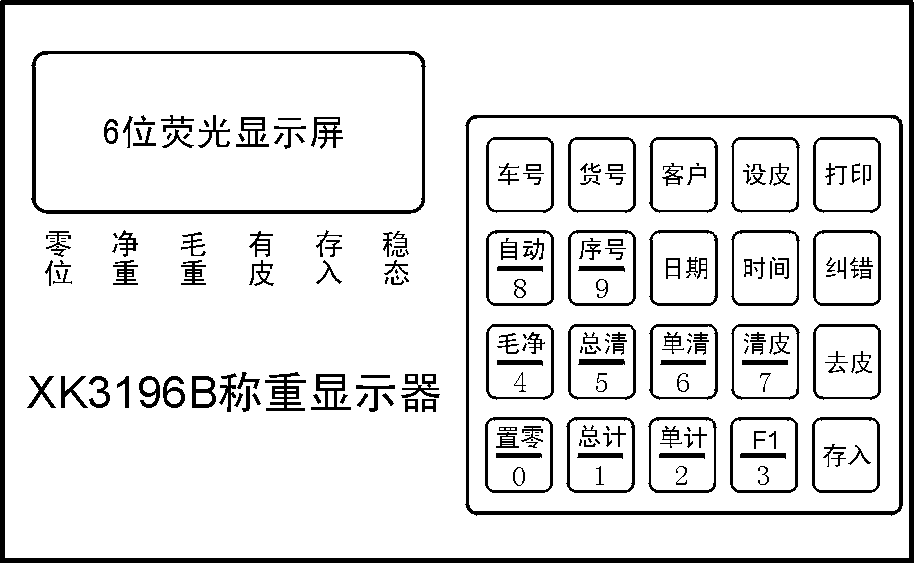 6位荧光显示屏
零位 净重 毛重 有皮 存入 稳态
XK3196B称重显示器
车号 货号 客户 设皮 打印
自动 序号 日期 时间 纠错
8 9
毛净 总清 单清 清皮 去皮
4 5 6 7
置零 总计 单计 F1 存入
0 1 2 3